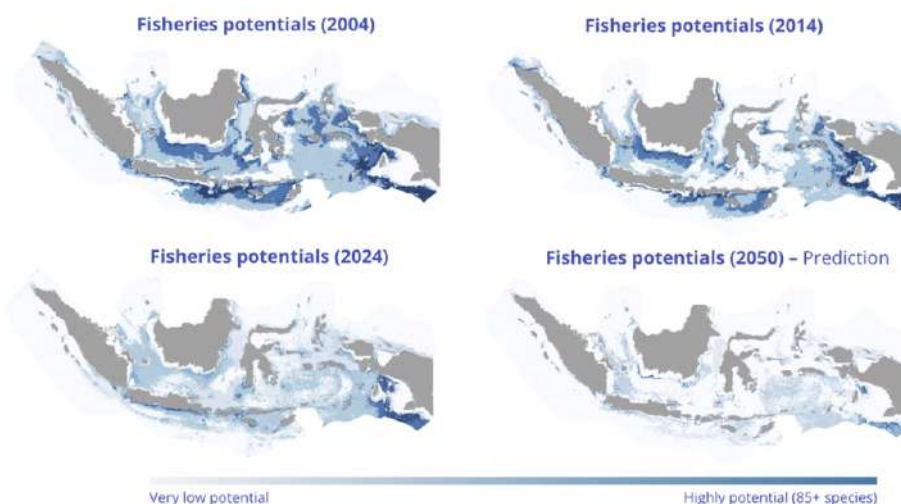 Fisheries potentials (2004)
Fisheries potentials (2014)
Fisheries potentials (2024)
Fisheries potentials (2050) – Prediction
Very low potential
Highly potential (85+ species)